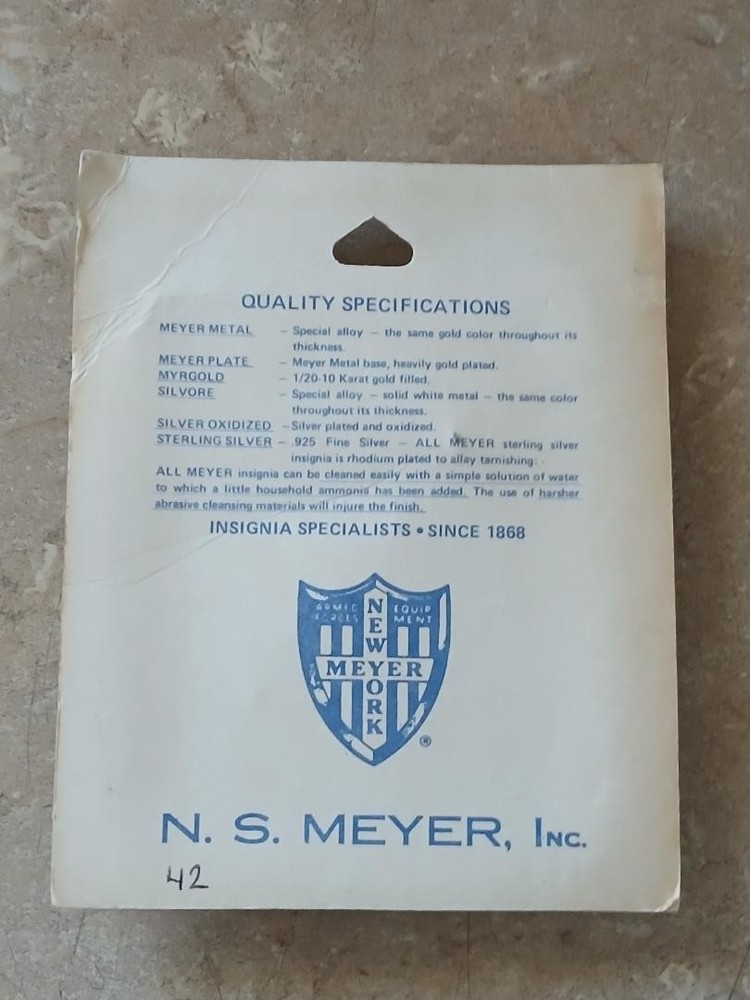 QUALITY SPECIFICATIONS
MEYER METAL – Special alloy – the same gold color throughout its
thickness.
MEYER PLATE – Meyer Metal base, heavily gold plated.
MYRGOLD – 1/20-10 Karat gold filled.
SILVORE – Special alloy – solid white metal – the same color
throughout its thickness.
SILVER OXIDIZED – Silver plated and oxidized.
STERLING SILVER – .925 Fine Silver – ALL MEYER sterling silver
insignia is rhodium plated to allay tarnishing.
ALL MEYER insignia can be cleaned easily with a simple solution of water
to which a little household ammonia has been added. The use of harsher
abrasive cleansing materials will injure the finish.
INSIGNIA SPECIALISTS • SINCE 1868
ARMED FORCES
EQUIP MENT
NEW YORK
MEYER
®
N. S. MEYER, INC.
42